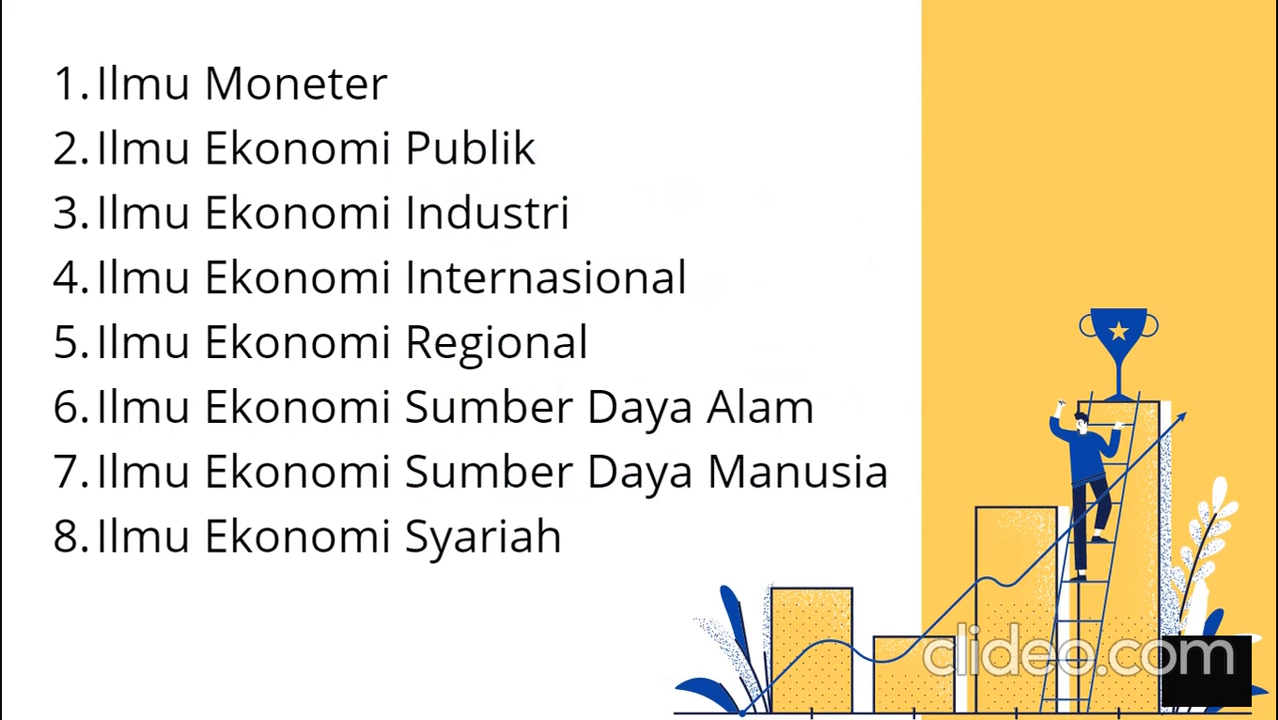 1. Ilmu Moneter
2. Ilmu Ekonomi Publik
3. Ilmu Ekonomi Industri
4. Ilmu Ekonomi Internasional
5. Ilmu Ekonomi Regional
6. Ilmu Ekonomi Sumber Daya Alam
7. Ilmu Ekonomi Sumber Daya Manusia
8. Ilmu Ekonomi Syariah
clideo.com